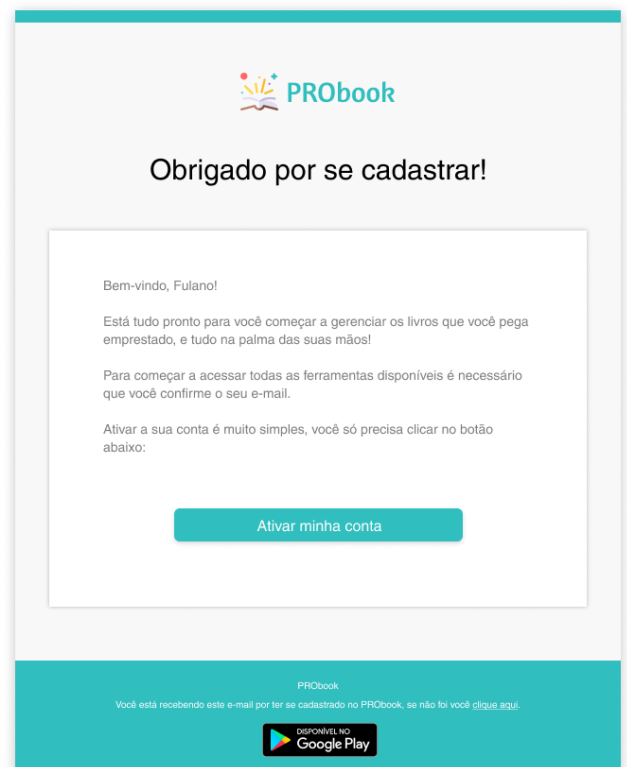 PRObook
Obrigado por se cadastrar!
Bem-vindo, Fulano!
Está tudo pronto para você começar a gerenciar os livros que você pega
emprestado, e tudo na palma das suas mãos!
Para começar a acessar todas as ferramentas disponíveis é necessário
que você confirme o seu e-mail.
Ativar a sua conta é muito simples, você só precisa clicar no botão
abaixo:
Ativar minha conta
PRObook
Você está recebendo este e-mail por ter se cadastrado no PRObook, se não foi você clique aqui.
DISPONÍVEL NO
Google Play